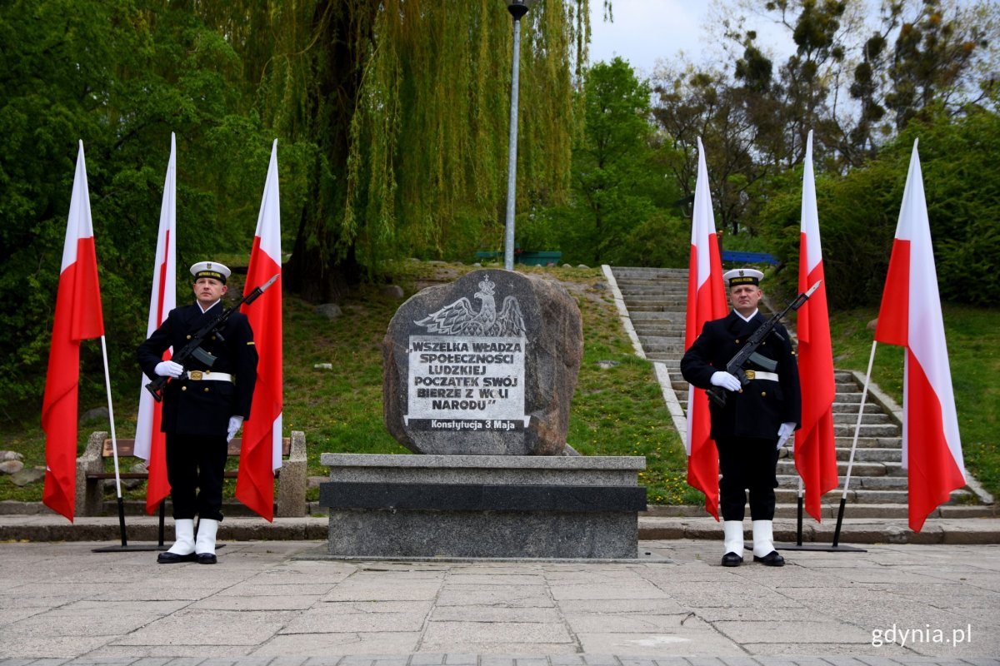 „WSZELKA WŁADZA
SPOŁECZNOŚCI
LUDZKIEJ
POCZĄTEK SWÓJ
BIERZE Z WOLI
NARODU”
Konstytucja 3 Maja
gdynia.pl